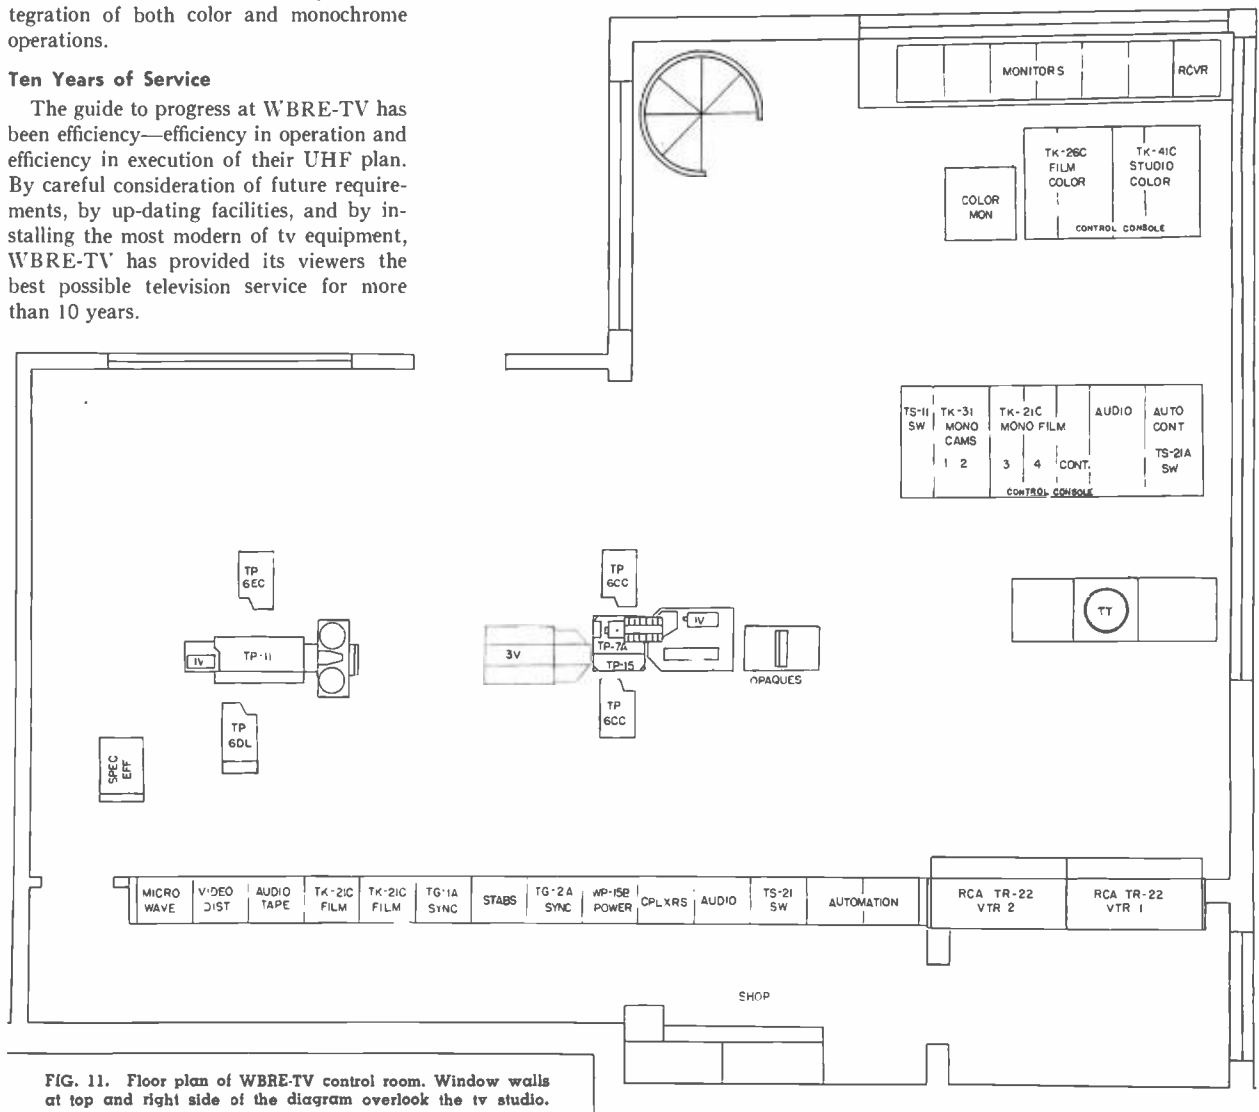 tegration of both color and monochrome
operations.
Ten Years of Service
The guide to progress at WBRE-TV has
been efficiency—efficiency in operation and
efficiency in execution of their UHF plan.
By careful consideration of future require-
ments, by up-dating facilities, and by in-
stalling the most modern of tv equipment,
WBRE-TV has provided its viewers the
best possible television service for more
than 10 years.
MONITORS
RCVR
COLOR
MON
TK-26C
FILM
COLOR
TK-41C
STUDIO
COLOR
CONTROL CONSOLE
TS-11
SW
TK-31
MONO
CAMS
1 2
TK-21C
MONO FILM
3 4 CONT.
AUDIO
AUTO
CONT
TS-21A
SW
CONTROL CONSOLE
TP
6EC
1V
TP-11
TP
6DL
SPEC
EFF
TP
6CC
3V
TP-7A
TP-15
1V
TP
6CC
OPAQUES
TT
MICRO
WAVE
VIDEO
DIST
AUDIO
TAPE
TK-21C
FILM
TK-21C
FILM
TG-1A
SYNC
STABS
TG-2A
SYNC
WP-15B
POWER
CPLXRS
AUDIO
TS-21
SW
AUTOMATION
RCA TR-22
VTR 2
RCA TR-22
VTR 1
SHOP
FIG. 11. Floor plan of WBRE-TV control room. Window walls
at top and right side of the diagram overlook the tv studio.